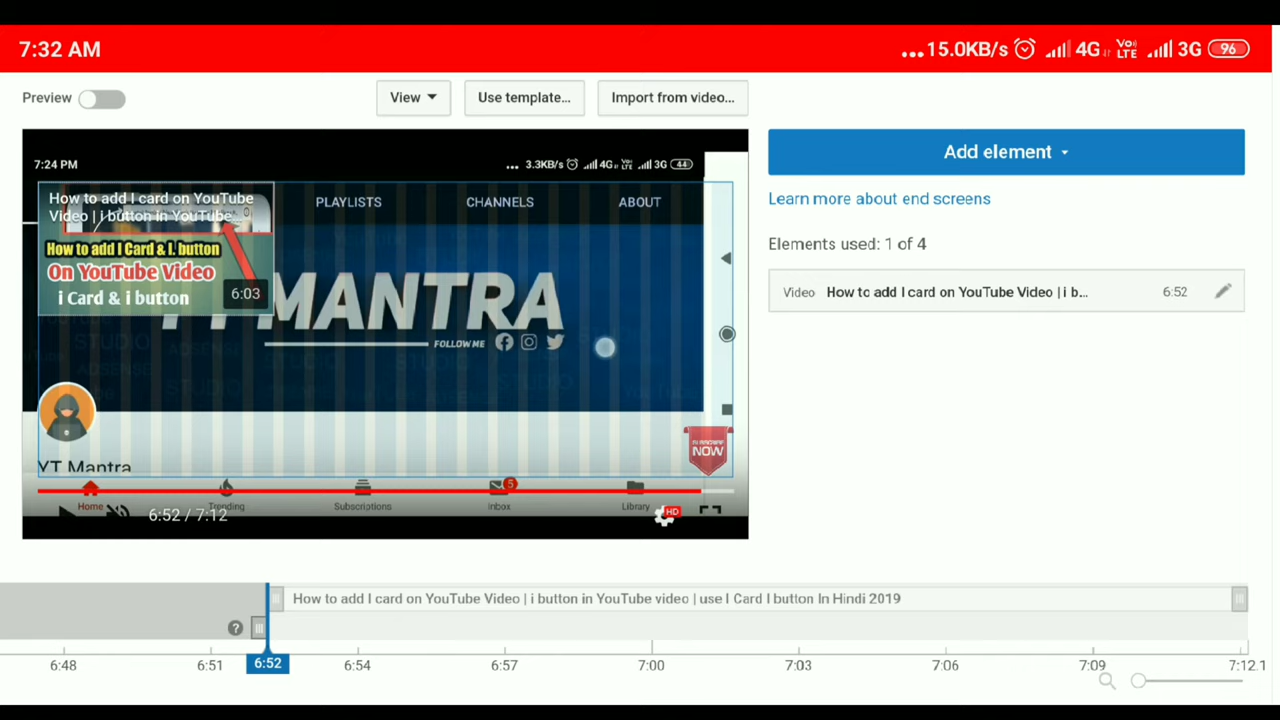 7:32 AM
...15.0KB/s 4G VoLTE 3G 96
Preview View Use template... Import from video...
7:24 PM ... 3.3KB/s 4G 3G 44
How to add I card on YouTube
Video | i button in YouTube...
How to add I Card & I. button
On YouTube Video
i Card & i button
6:03
PLAYLISTS CHANNELS ABOUT
MANTRA
FOLLOW ME
STUDIO
ADSENSE
YT Mantra
NOW
Home Trending Subscriptions Inbox 5 Library
6:52 / 7:12 HD
Add element
Learn more about end screens
Elements used: 1 of 4
Video How to add I card on YouTube Video | i b... 6:52
How to add I card on YouTube Video | i button in YouTube video | use I Card I button In Hindi 2019
?
6:48 6:51 6:52 6:54 6:57 7:00 7:03 7:06 7:09 7:12.1